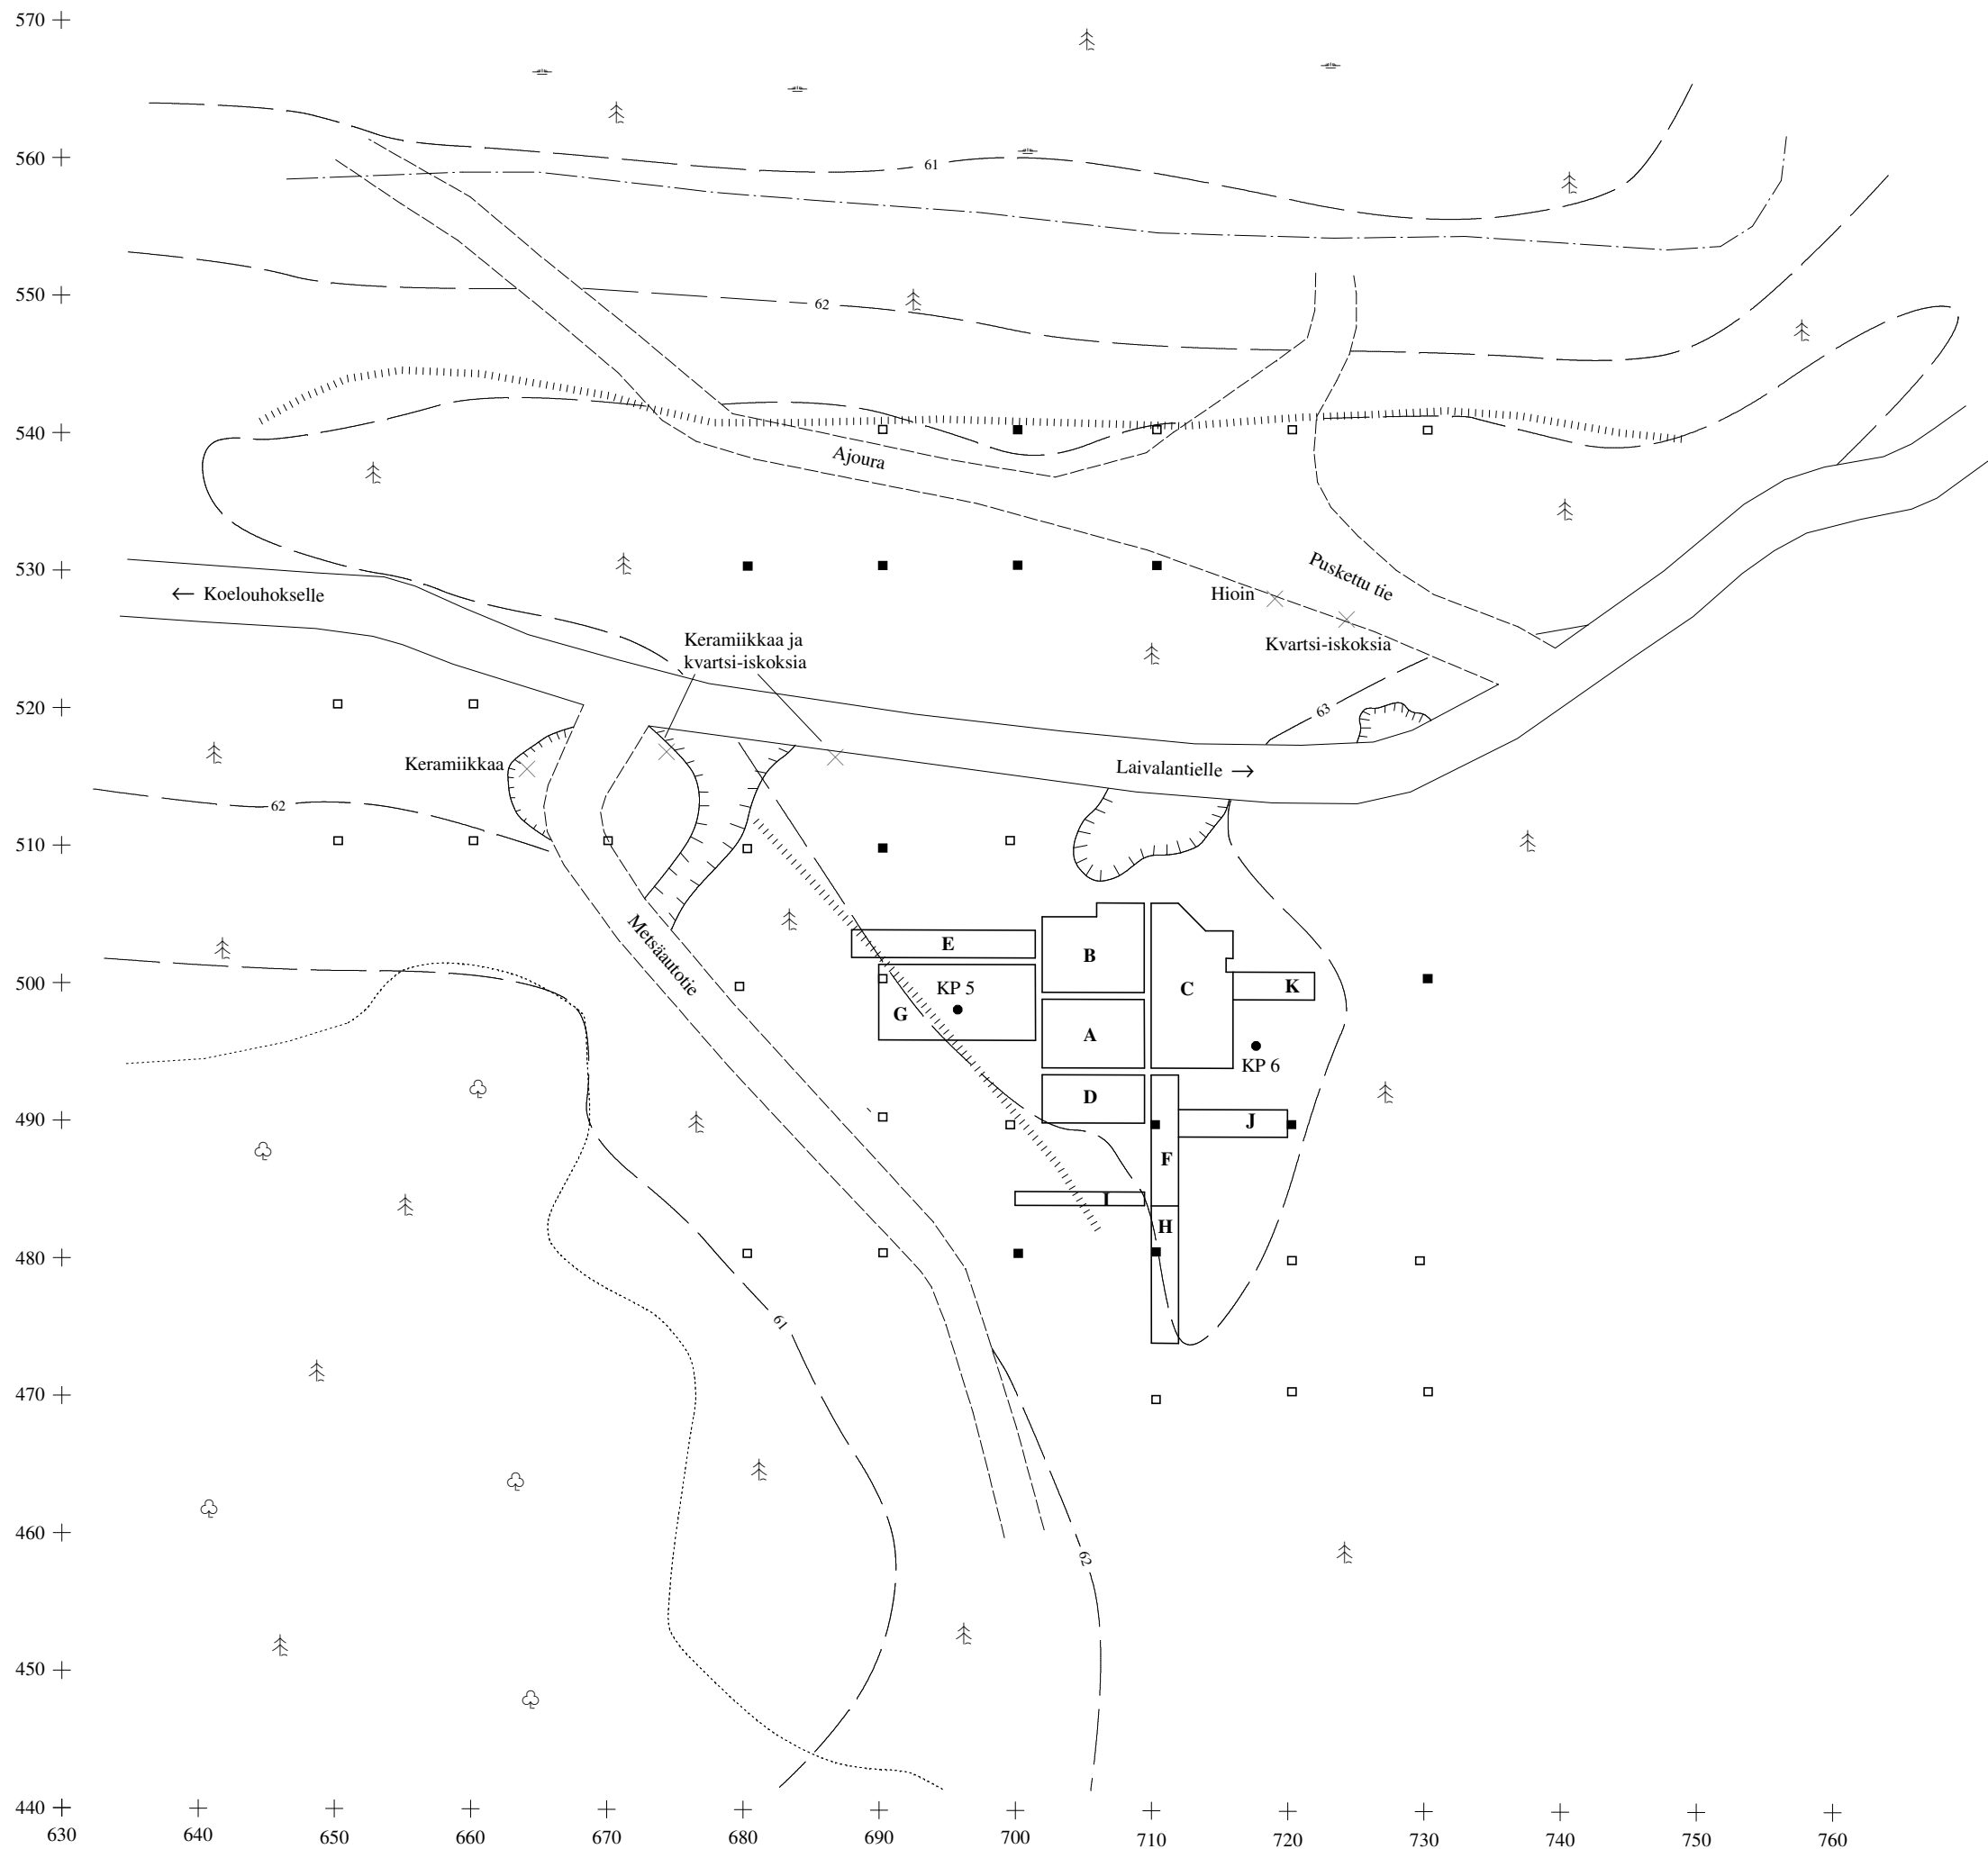 570
560
61
550
62
540
Ajoura
530
Puskettu tie
← Koelouhokselle
Hioin
Keramiikkaa ja
kvartsi-iskoksia
Kvartsi-iskoksia
520
63
Keramiikkaa
Laivalantielle →
62
510
Metsäautotie
E
B
500
KP 5
C
K
G
A
KP 6
D
490
J
F
H
480
61
470
460
62
450
440
630
640
650
660
670
680
690
700
710
720
730
740
750
760